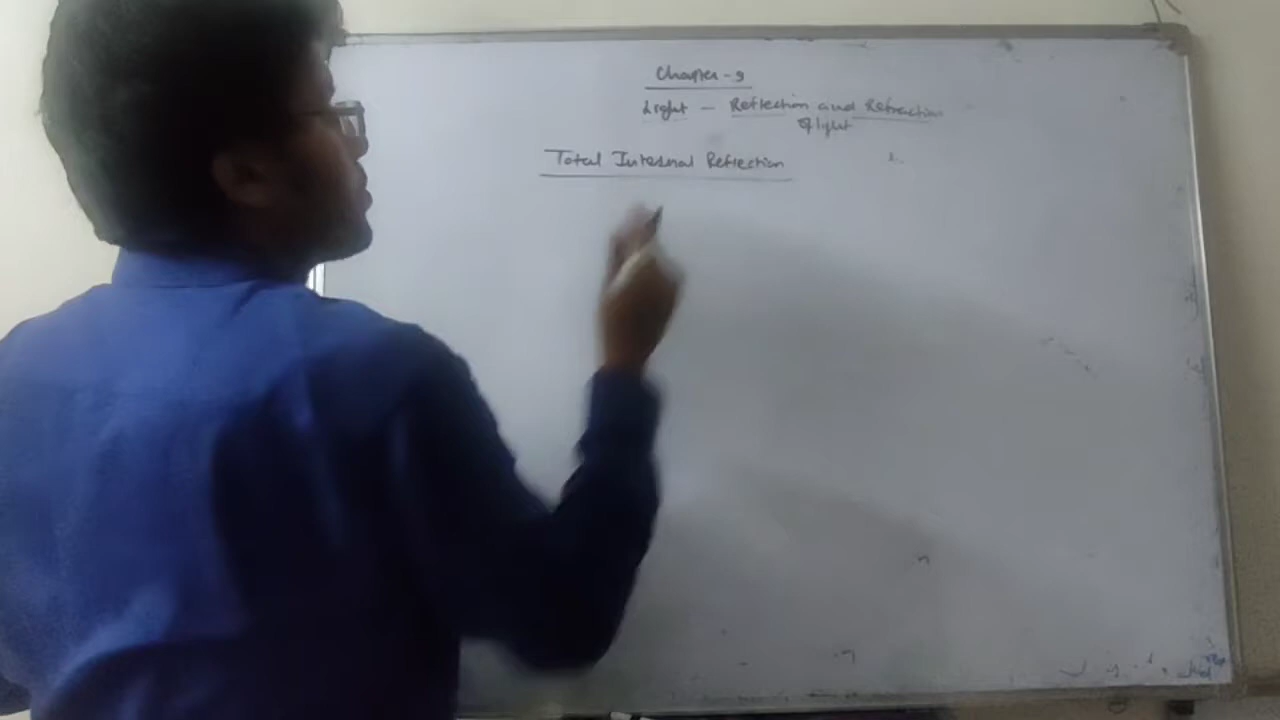 Chapter - 9
Light - Reflection and Refraction
of light
Total Internal Reflection